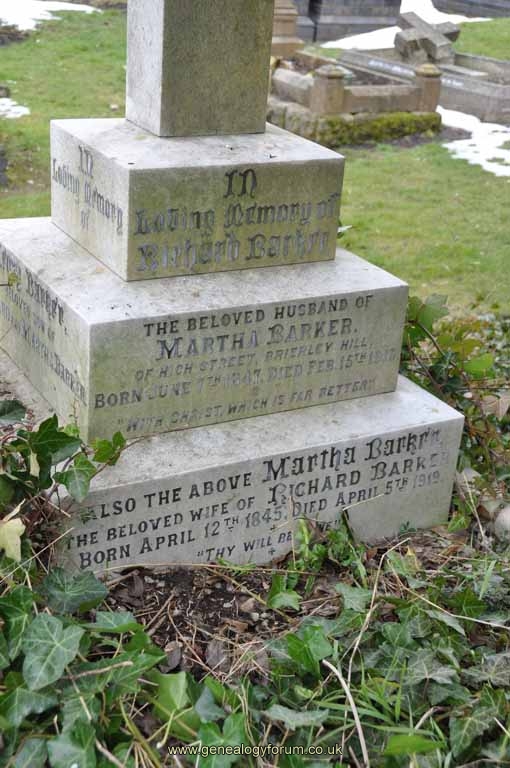 In
Loving Memory
of
In
Loving Memory of
Richard Barker
Barker,
son of
Martha Barker.
THE BELOVED HUSBAND OF
MARTHA BARKER.
OF HIGH STREET, BRIERLEY HILL
BORN JUNE 7TH 1847, DIED FEB. 15TH
"WITH CHRIST, WHICH IS FAR BETTER"
ALSO THE ABOVE Martha Barker,
THE BELOVED WIFE OF RICHARD BARKER
BORN APRIL 12TH 1845, DIED APRIL 5TH 1919.
"THY WILL BE
www.genealogyforum.co.uk